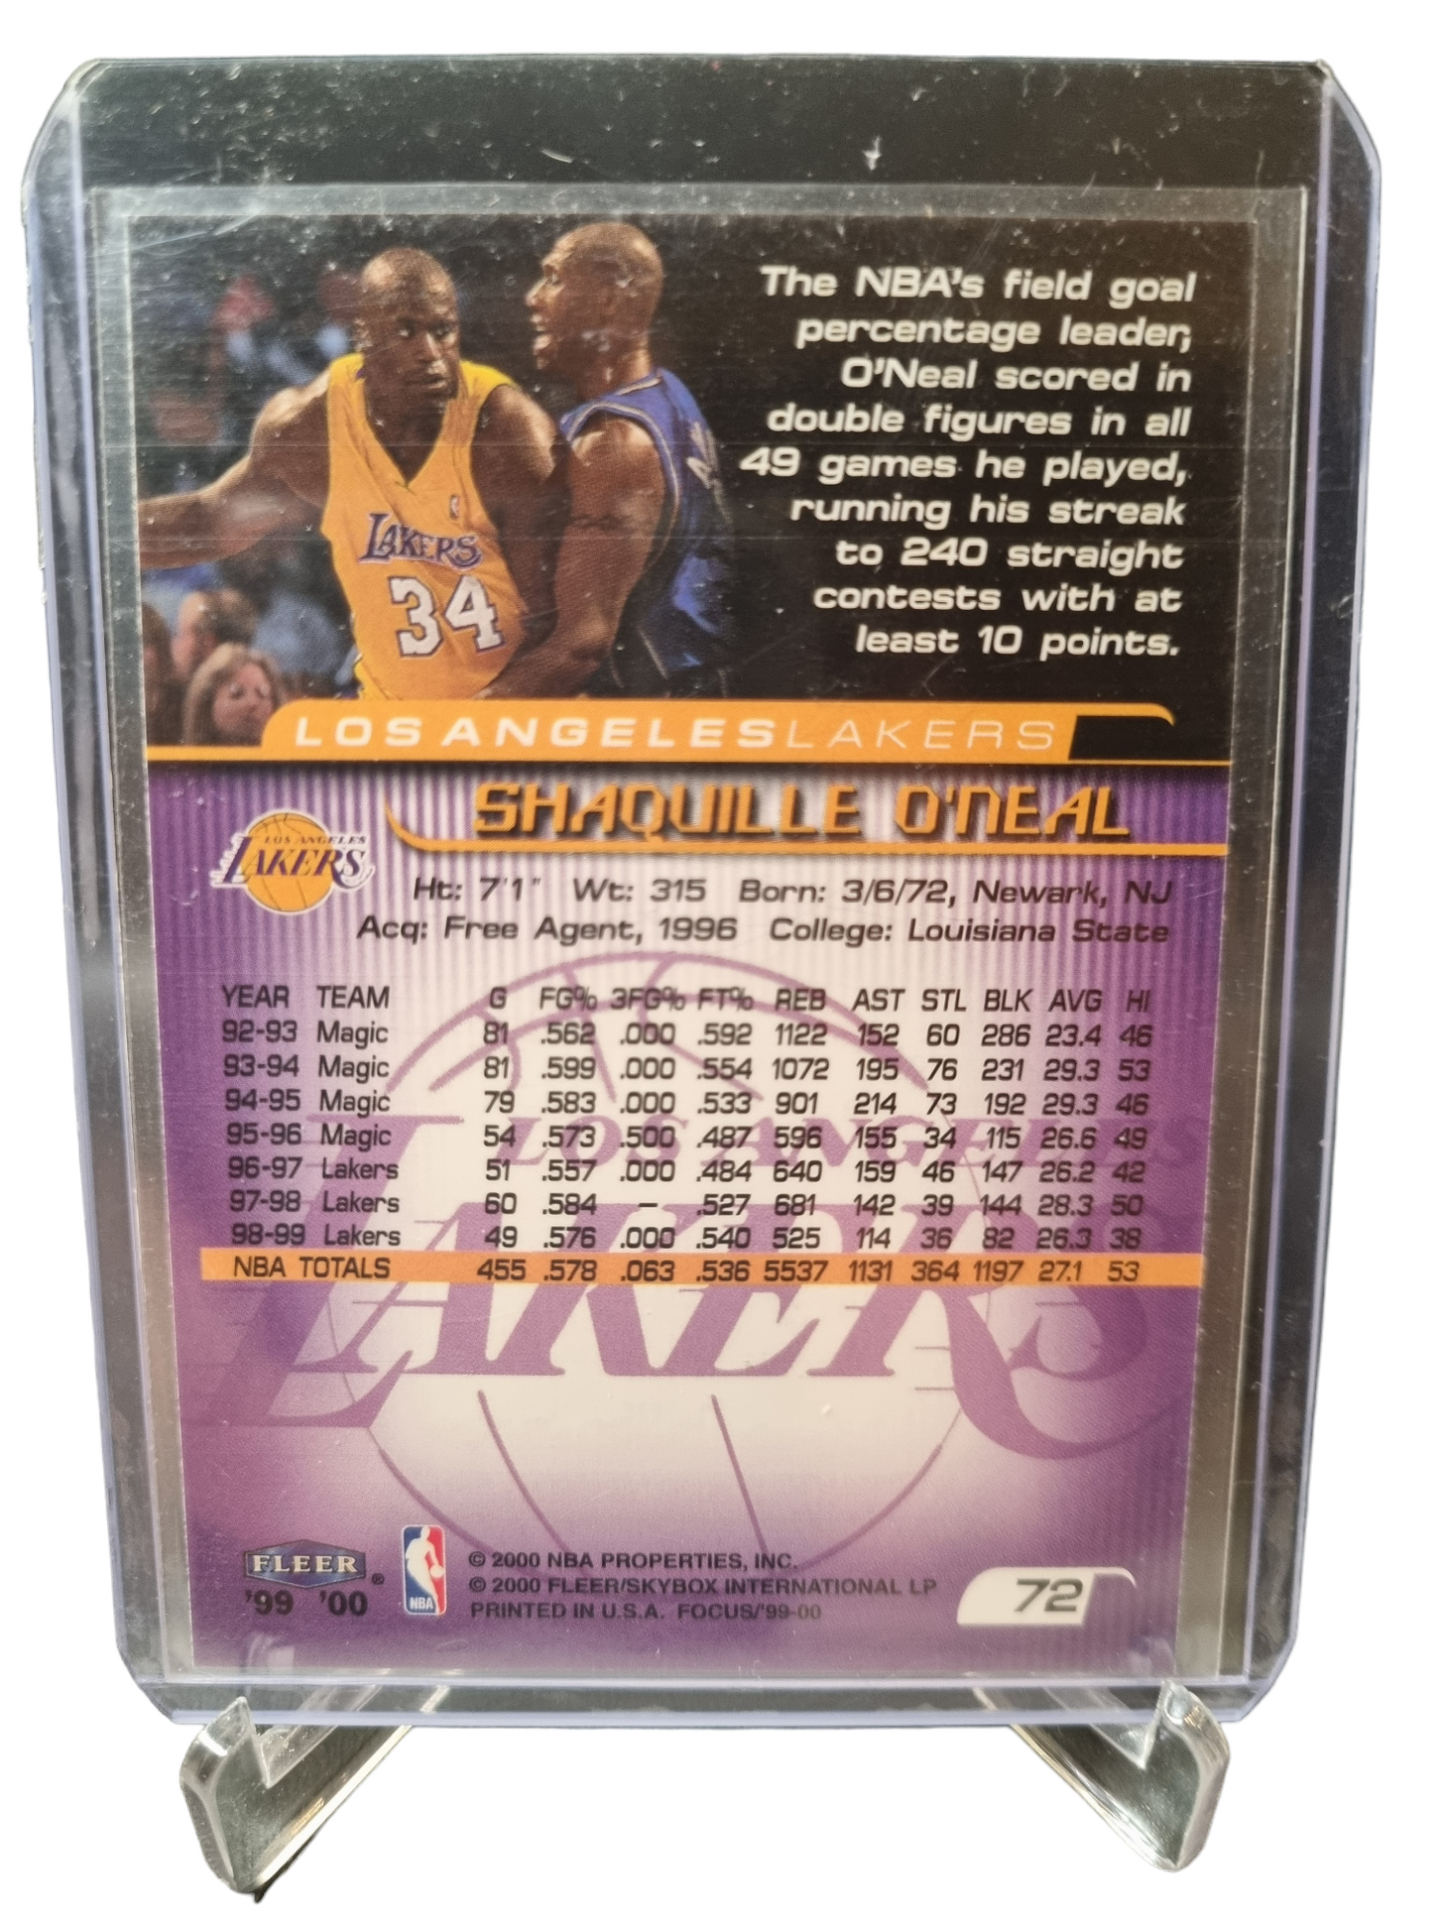 The NBA's field goal
percentage leader,
O'Neal scored in
double figures in all
49 games he played,
running his streak
to 240 straight
contests with at
least 10 points.
LAKERS
34
LOS ANGELES LAKERS
SHAQUILLE O'NEAL
LOS ANGELES
LAKERS
Ht: 7'1" Wt: 315 Born: 3/6/72, Newark, NJ
Acq: Free Agent, 1996 College: Louisiana State
YEAR TEAM G FG% 3FG% FT% REB AST STL BLK AVG HI
92-93 Magic 81 .562 .000 .592 1122 152 60 286 23.4 46
93-94 Magic 81 .599 .000 .554 1072 195 76 231 29.3 53
94-95 Magic 79 .583 .000 .533 901 214 73 192 29.3 46
95-96 Magic 54 .573 .500 .487 596 155 34 115 26.6 49
96-97 Lakers 51 .557 .000 .484 640 159 46 147 26.2 42
97-98 Lakers 60 .584 – .527 681 142 39 144 28.3 50
98-99 Lakers 49 .576 .000 .540 525 114 36 82 26.3 38
NBA TOTALS 455 .578 .063 .536 5537 1131 364 1197 27.1 53
LOS ANGELES
LAKERS
FLEER ®
'99 '00
NBA
© 2000 NBA PROPERTIES, INC.
© 2000 FLEER/SKYBOX INTERNATIONAL LP
PRINTED IN U.S.A. FOCUS/'99-00
72